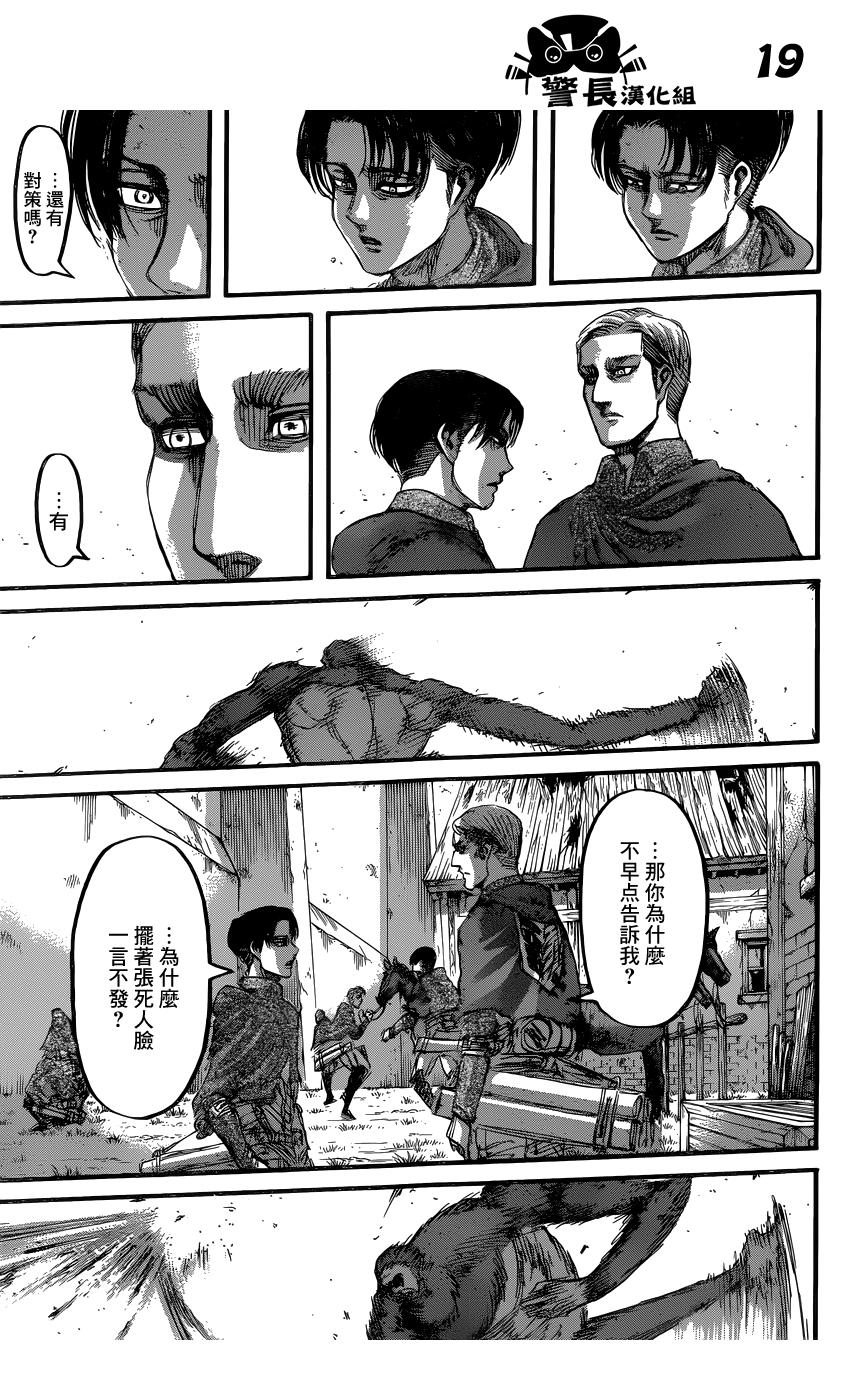 19
警長漢化組
…還有
對策嗎?
…有
…那你為什麼
不早点告訴我?
…為什麼
擺著張死人臉
一言不發?